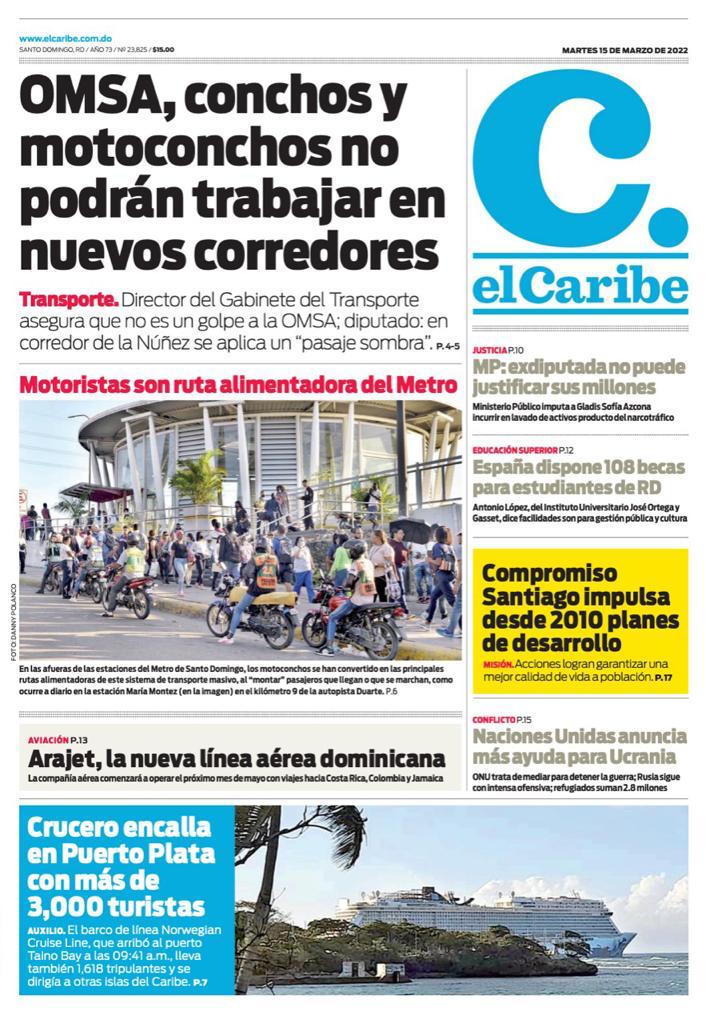 www.elcaribe.com.do
SANTO DOMINGO, RD / AÑO 73 / Nº 23,825 / $15.00
MARTES 15 DE MARZO DE 2022
OMSA, conchos y
motoconchos no
podrán trabajar en
nuevos corredores
Transporte. Director del Gabinete del Transporte
asegura que no es un golpe a la OMSA; diputado: en
corredor de la Núñez se aplica un “pasaje sombra”. P.4-5
C.
elCaribe
Motoristas son ruta alimentadora del Metro
FOTO: DANNY POLANCO
En las afueras de las estaciones del Metro de Santo Domingo, los motoconchos se han convertido en las principales
rutas alimentadoras de este sistema de transporte masivo, al “montar” pasajeros que llegan o que se marchan, como
ocurre a diario en la estación María Montez (en la imagen) en el kilómetro 9 de la autopista Duarte. P.6
AVIACIÓN P.13
Arajet, la nueva línea aérea dominicana
La compañía aérea comenzará a operar el próximo mes de mayo con viajes hacia Costa Rica, Colombia y Jamaica
JUSTICIA P.10
MP: exdiputada no puede
justificar sus millones
Ministerio Público imputa a Gladis Sofía Azcona
incurrir en lavado de activos producto del narcotráfico
EDUCACIÓN SUPERIOR P.12
España dispone 108 becas
para estudiantes de RD
Antonio López, del Instituto Universitario José Ortega y
Gasset, dice facilidades son para gestión pública y cultura
Compromiso
Santiago impulsa
desde 2010 planes
de desarrollo
MISIÓN. Acciones logran garantizar una
mejor calidad de vida a población. P.17
CONFLICTO P.15
Naciones Unidas anuncia
más ayuda para Ucrania
ONU trata de mediar para detener la guerra; Rusia sigue
con intensa ofensiva; refugiados suman 2.8 milones
Crucero encalla
en Puerto Plata
con más de
3,000 turistas
AUXILIO. El barco de línea Norwegian
Cruise Line, que arribó al puerto
Taino Bay a las 09:41 a.m., lleva
también 1,618 tripulantes y se
dirigía a otras islas del Caribe. P.7